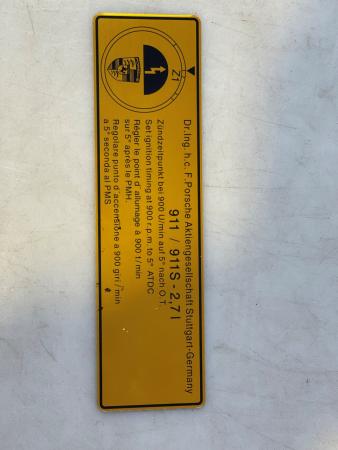 Dr. Ing. h. c. F. Porsche Aktiengesellschaft Stuttgart-Germany
Z1
911 / 911S - 2,7 l
Zündzeitpunkt bei 900 U/min auf 5° nach O.T.
Set ignition timing at 900 r.p.m. to 5° ATDC
Régler le point d'allumage à 900 t/min
sur 5° après le PMH.
Regolare punto d'accensione a 900 giri /min
a 5° seconda al PMS